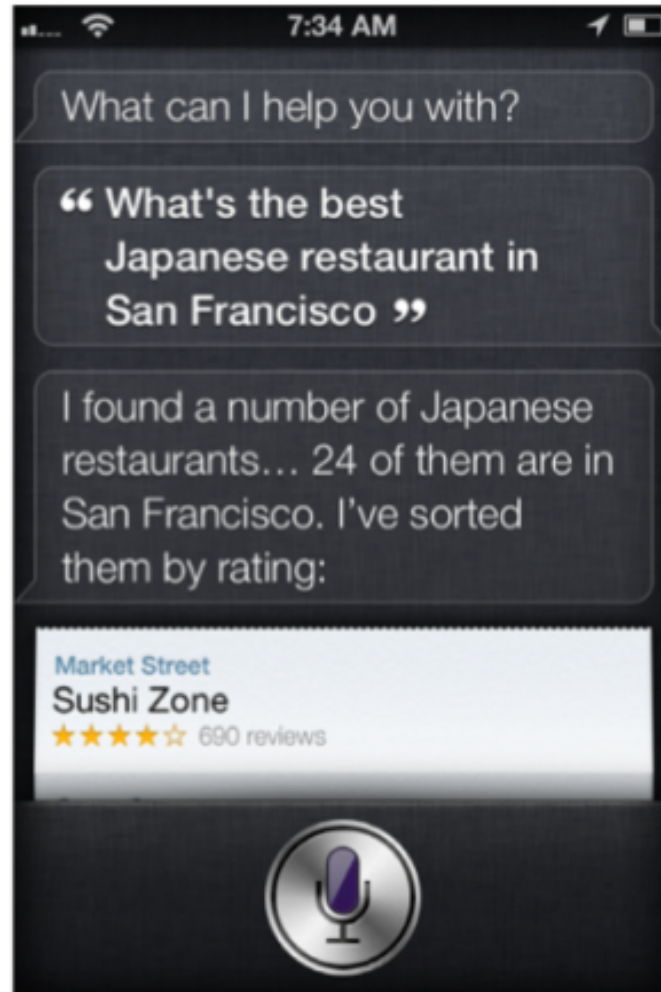 7:34 AM
What can I help you with?
“ What's the best
Japanese restaurant in
San Francisco ”
I found a number of Japanese
restaurants... 24 of them are in
San Francisco. I've sorted
them by rating:
Market Street
Sushi Zone
690 reviews